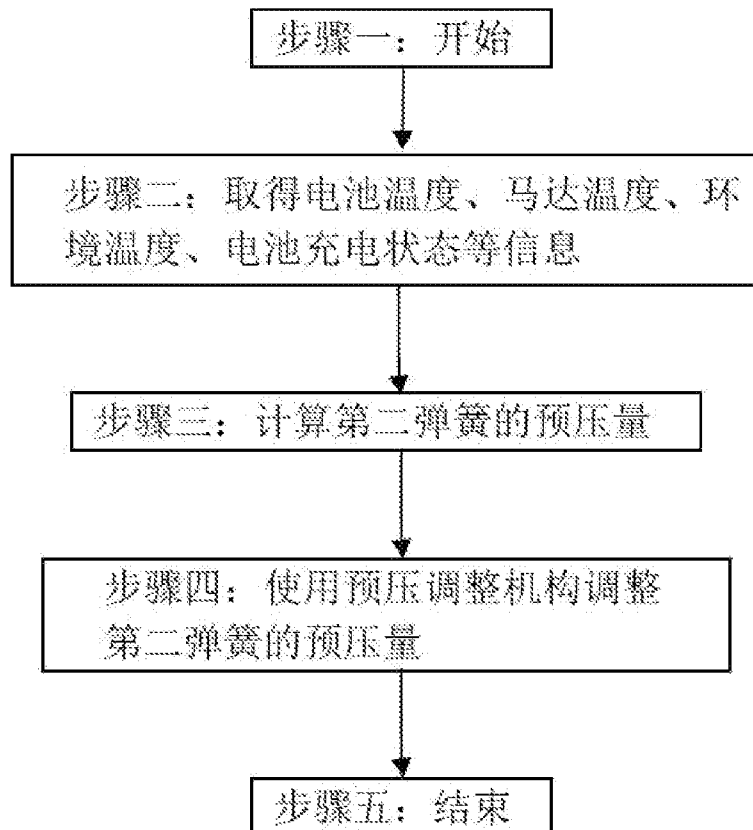 步骤一：开始
步骤二：取得电池温度、马达温度、环
境温度、电池充电状态等信息
步骤三：计算第二弹簧的预压量
步骤四：使用预压调整机构调整
第二弹簧的预压量
步骤五：结束